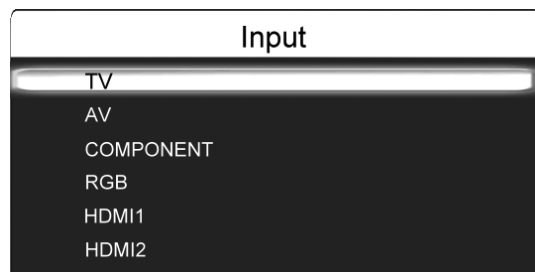 Input
TV
AV
COMPONENT
RGB
HDMI1
HDMI2